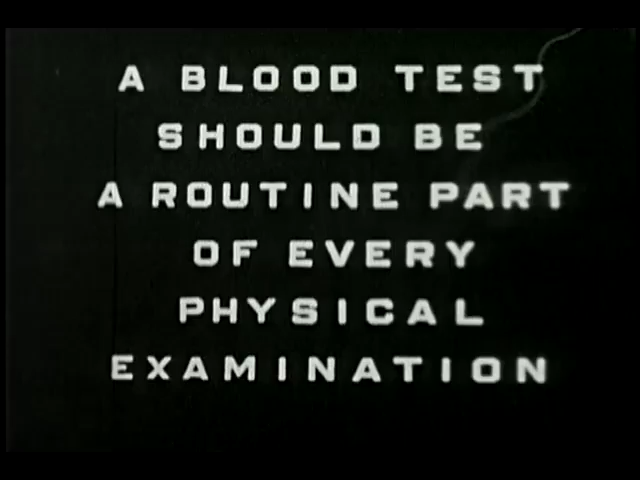 A BLOOD TEST
SHOULD BE
A ROUTINE PART
OF EVERY
PHYSICAL
EXAMINATION